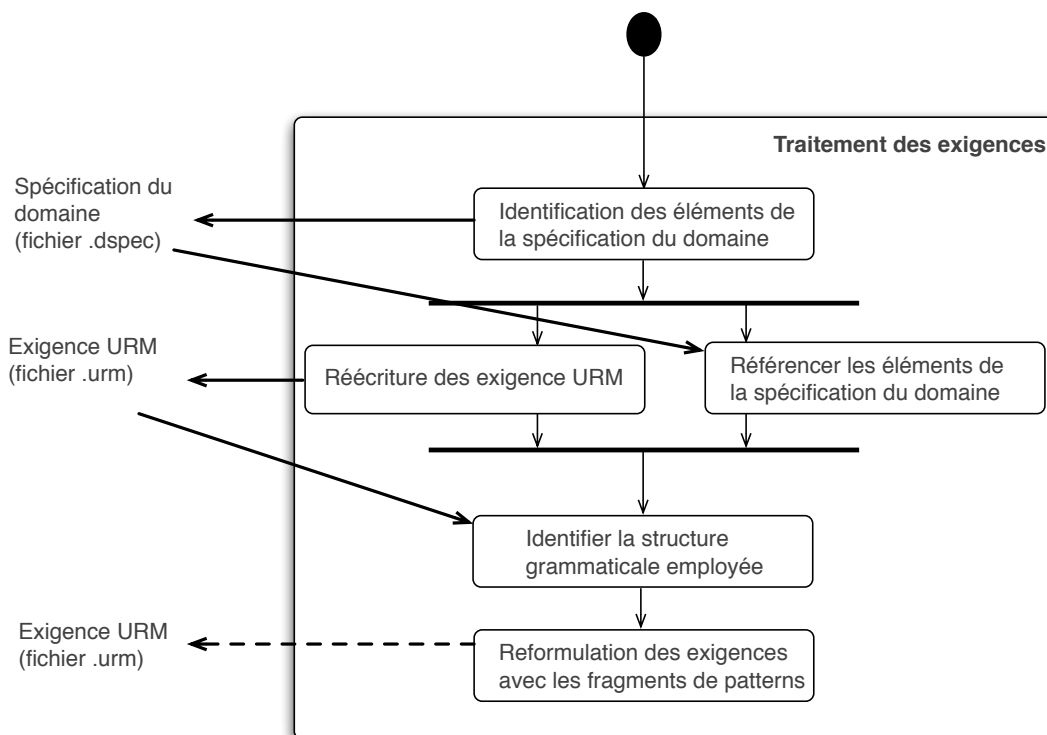 Traitement des exigences
Spécification du
domaine
(fichier .dspec)
Identification des éléments de
la spécification du domaine
Exigence URM
(fichier .urm)
Réécriture des exigence URM
Référencer les éléments de
la spécification du domaine
Identifier la structure
grammaticale employée
Exigence URM
(fichier .urm)
Reformulation des exigences
avec les fragments de patterns